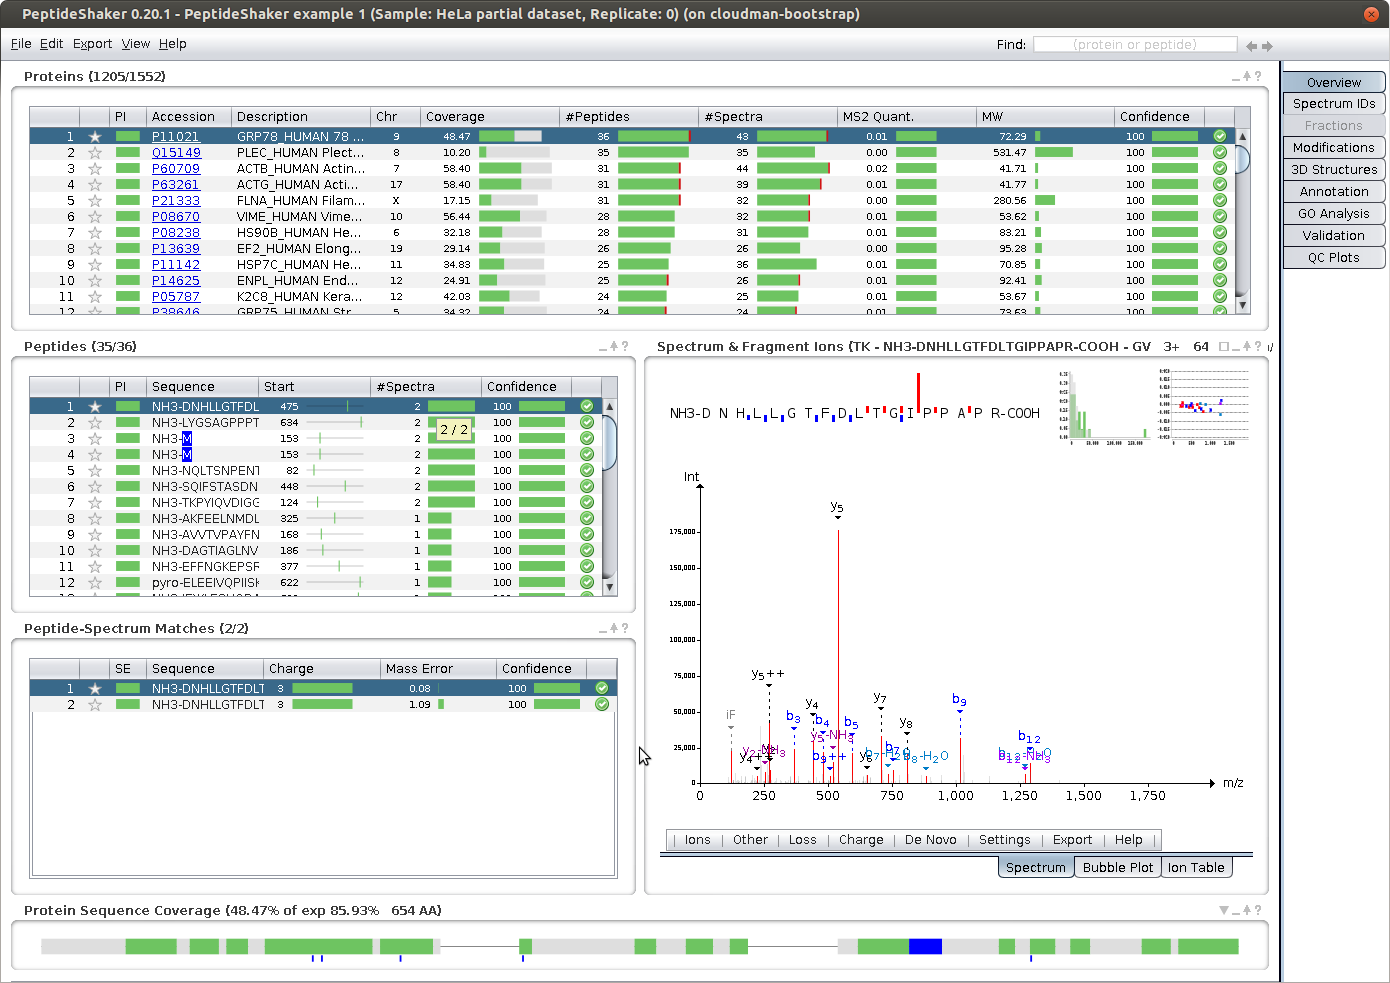 PeptideShaker 0.20.1 - PeptideShaker example 1 (Sample: HeLa partial dataset, Replicate: 0) (on cloudman-bootstrap)
File Edit Export View Help
Find: (protein or peptide)
Proteins (1205/1552)
PI Accession Description Chr Coverage #Peptides #Spectra MS2 Quant. MW Confidence
1 P11021 GRP78_HUMAN 78 ... 9 48.47 36 43 0.01 72.29 100
2 Q15149 PLEC_HUMAN Plect... 8 10.20 35 35 0.00 531.47 100
3 P60709 ACTB_HUMAN Actin... 7 58.40 31 44 0.02 41.71 100
4 P63261 ACTG_HUMAN Acti... 17 58.40 31 39 0.01 41.77 100
5 P21333 FLNA_HUMAN Filam... X 17.15 31 32 0.00 280.56 100
6 P08670 VIME_HUMAN Vime... 10 56.44 28 32 0.01 53.62 100
7 P08238 HS90B_HUMAN He... 6 32.18 28 31 0.01 83.21 100
8 P13639 EF2_HUMAN Elong... 19 29.14 26 26 0.00 95.28 100
9 P11142 HSP7C_HUMAN He... 11 34.83 25 36 0.01 70.85 100
10 P14625 ENPL_HUMAN End... 12 24.91 25 26 0.01 92.41 100
11 P05787 K2C8_HUMAN Kera... 12 42.03 24 25 0.01 53.67 100
12 P38646 GRP75_HUMAN Str... 5 34.32 24 24 0.01 73.63 100
Overview
Spectrum IDs
Fractions
Modifications
3D Structures
Annotation
GO Analysis
Validation
QC Plots
Peptides (35/36)
PI Sequence Start #Spectra Confidence
1 NH3-DNHLLGTFDL 475 2 100
2 NH3-LYGSAGPPPT 634 2 100
3 NH3-M 153 2 100
4 NH3-M 153 2 100
5 NH3-NQLTSNPENT 82 2 100
6 NH3-SQIFSTASDN 448 2 100
7 NH3-TKPYIQVDIGG 124 2 100
8 NH3-AKFEELNMDL 325 1 100
9 NH3-AVVTVPAYFN 168 1 100
10 NH3-DAGTIAGLNV 186 1 100
11 NH3-EFFNGKEPSF 377 1 100
12 pyro-ELEEIVQPIISK 622 1 100
2 / 2
Peptide-Spectrum Matches (2/2)
SE Sequence Charge Mass Error Confidence
1 NH3-DNHLLGTFDLT 3 0.08 100
2 NH3-DNHLLGTFDLT 3 1.09 100
Spectrum & Fragment Ions (TK - NH3-DNHLLGTFDLTGIPPAPR-COOH - GV 3+ 64
NH3-D N H L L G T F D L T G I P P A P R-COOH
Int
175,000
150,000
125,000
100,000
75,000
50,000
25,000
0
y5
y5++
iF
b3
y4
b4
b5
y7
y8
b9
b12
y5-NH3
y2-NH3
y4++
b9++
y6
b7
b7-H2O
b8-H2O
b12-H2O
b12-NH3
0 250 500 750 1,000 1,250 1,500 1,750 m/z
Ions Other Loss Charge De Novo Settings Export Help
Spectrum Bubble Plot Ion Table
Protein Sequence Coverage (48.47% of exp 85.93% 654 AA)